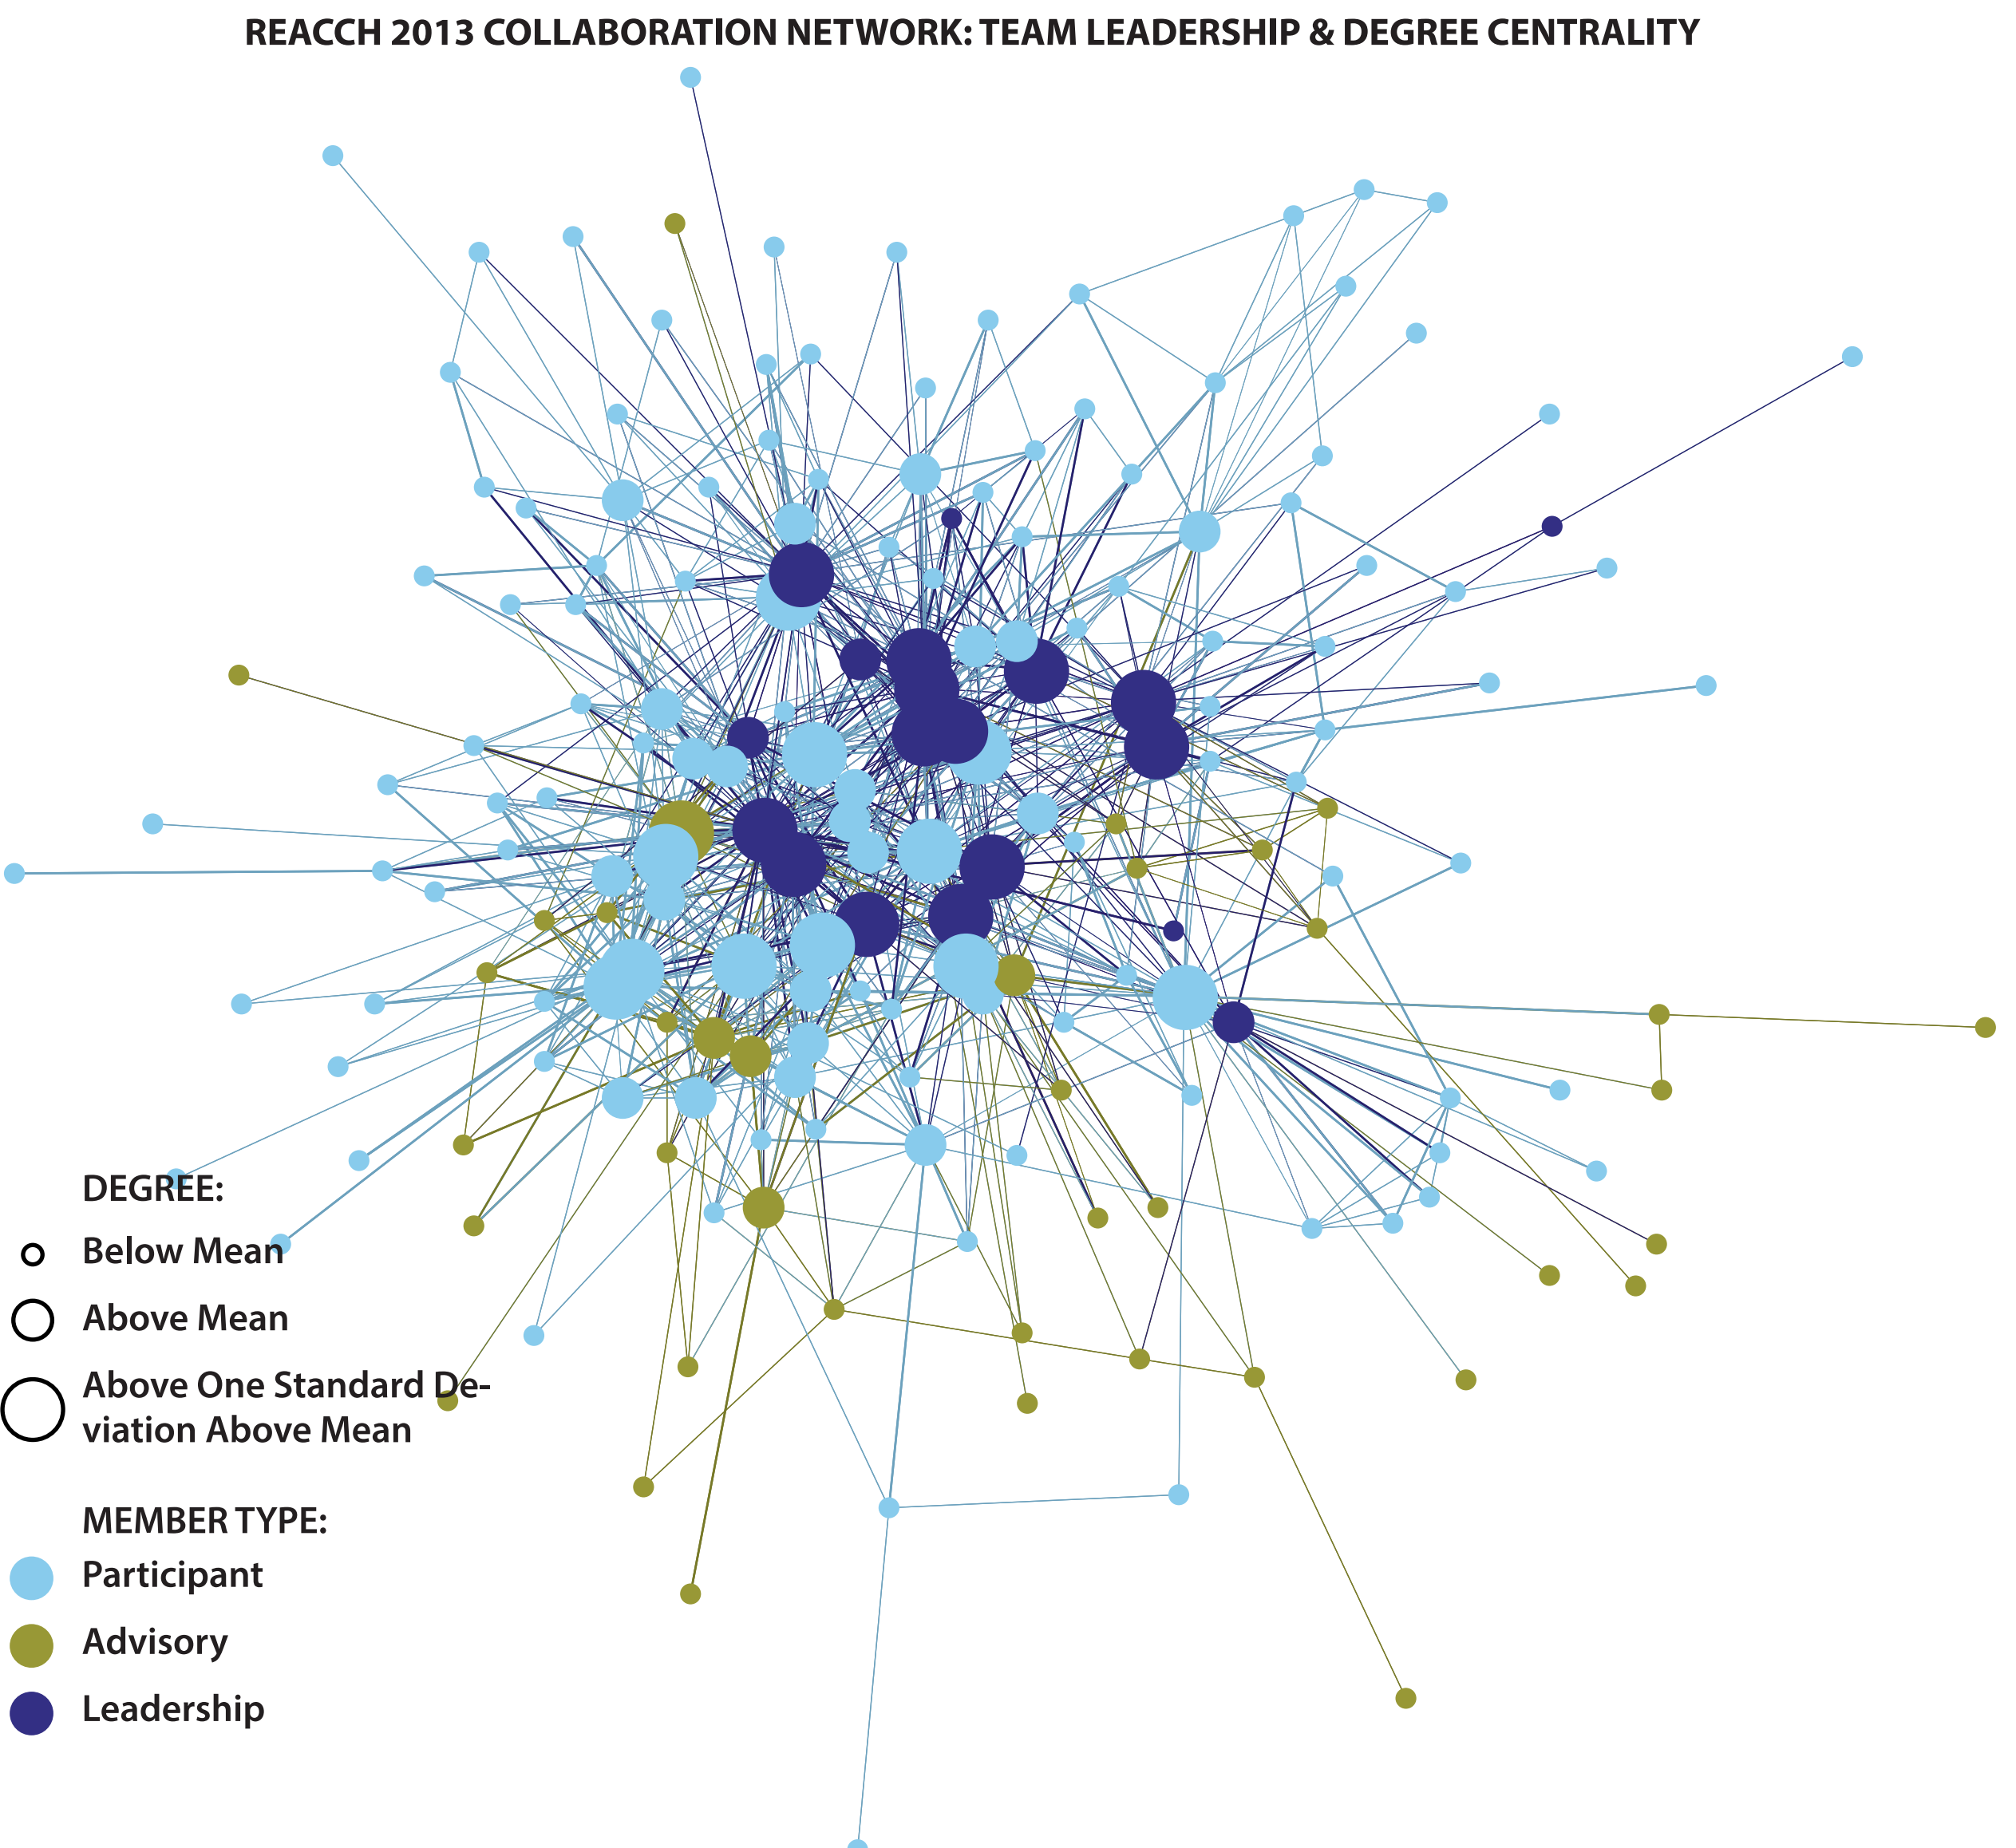 REACCH 2013 COLLABORATION NETWORK: TEAM LEADERSHIP & DEGREE CENTRALITY
DEGREE:
Below Mean
Above Mean
Above One Standard De-
viation Above Mean
MEMBER TYPE:
Participant
Advisory
Leadership